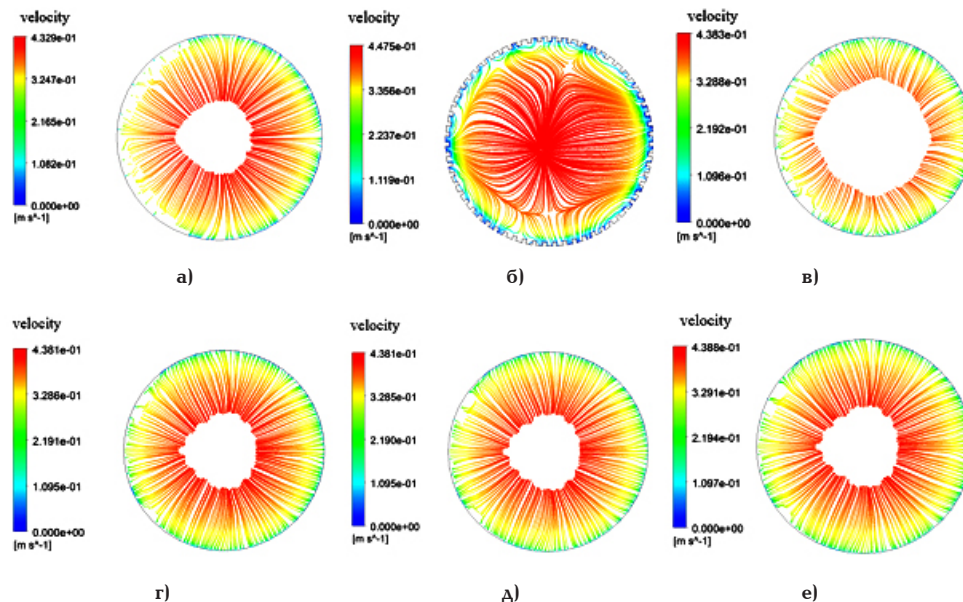 velocity
4.329e-01
3.247e-01
2.165e-01
1.082e-01
0.000e+00
[m s^-1]
а)
velocity
4.475e-01
3.356e-01
2.237e-01
1.119e-01
0.000e+00
[m s^-1]
б)
velocity
4.383e-01
3.288e-01
2.192e-01
1.096e-01
0.000e+00
[m s^-1]
в)
velocity
4.381e-01
3.286e-01
2.191e-01
1.095e-01
0.000e+00
[m s^-1]
г)
velocity
4.381e-01
3.285e-01
2.190e-01
1.095e-01
0.000e+00
[m s^-1]
д)
velocity
4.388e-01
3.291e-01
2.194e-01
1.097e-01
0.000e+00
[m s^-1]
е)